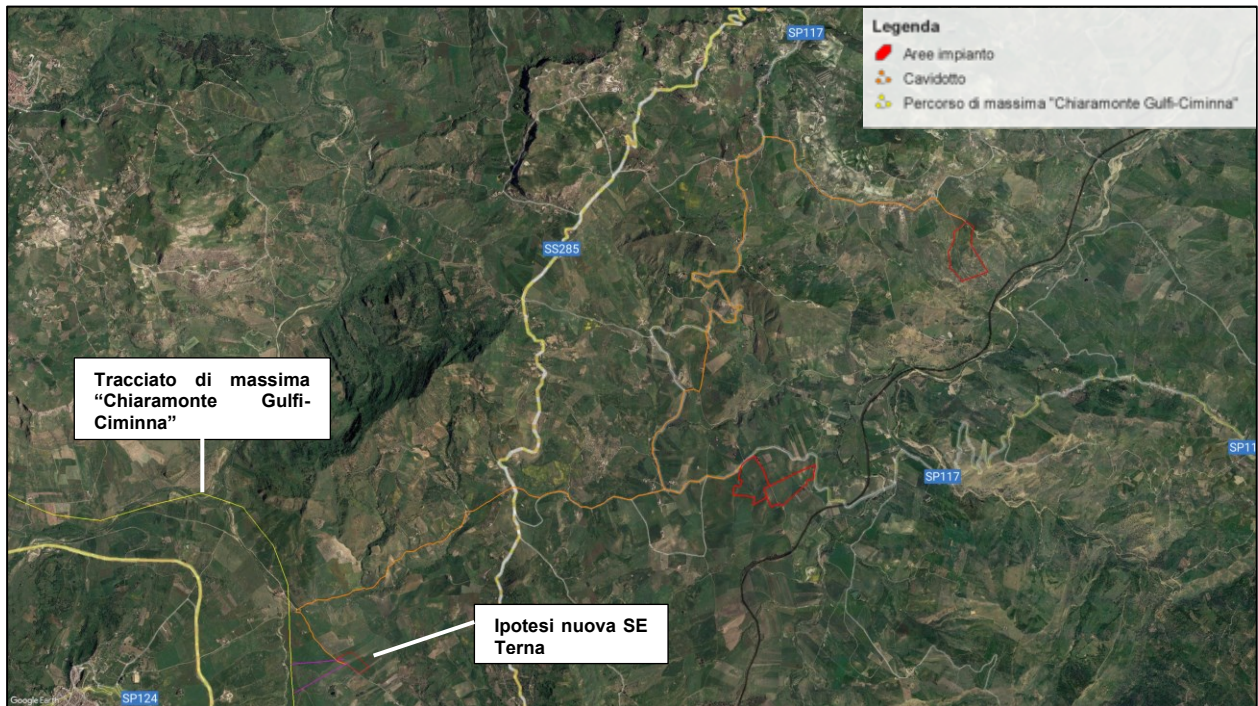 SP117
Legenda
Aree impianto
Cavidotto
Percorso di massima "Chiaramonte Gulfi-Ciminna"
SS285
Tracciato di massima
“Chiaramonte Gulfi-
Ciminna”
SP117
SP11
Ipotesi nuova SE
Terna
SP124
Google Earth